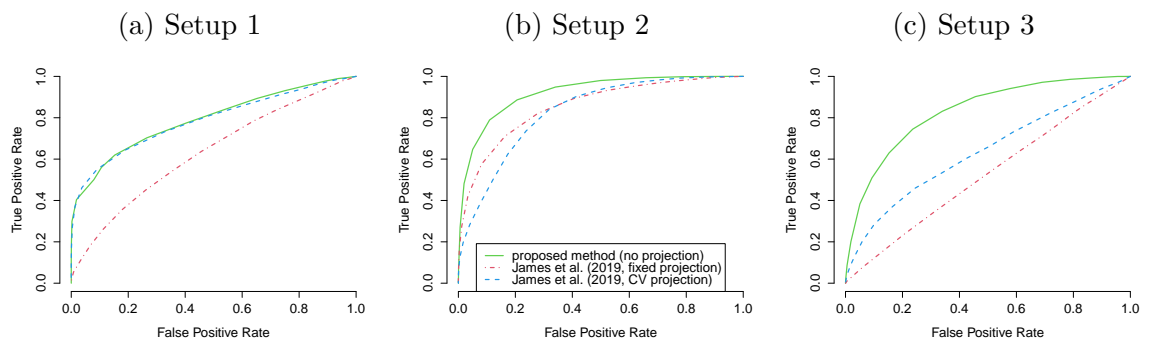 (a) Setup 1
(b) Setup 2
(c) Setup 3
True Positive Rate
0.0 0.2 0.4 0.6 0.8 1.0
0.0 0.2 0.4 0.6 0.8 1.0
False Positive Rate
True Positive Rate
0.0 0.2 0.4 0.6 0.8 1.0
proposed method (no projection)
James et al. (2019, fixed projection)
James et al. (2019, CV projection)
0.0 0.2 0.4 0.6 0.8 1.0
False Positive Rate
True Positive Rate
0.0 0.2 0.4 0.6 0.8 1.0
0.0 0.2 0.4 0.6 0.8 1.0
False Positive Rate